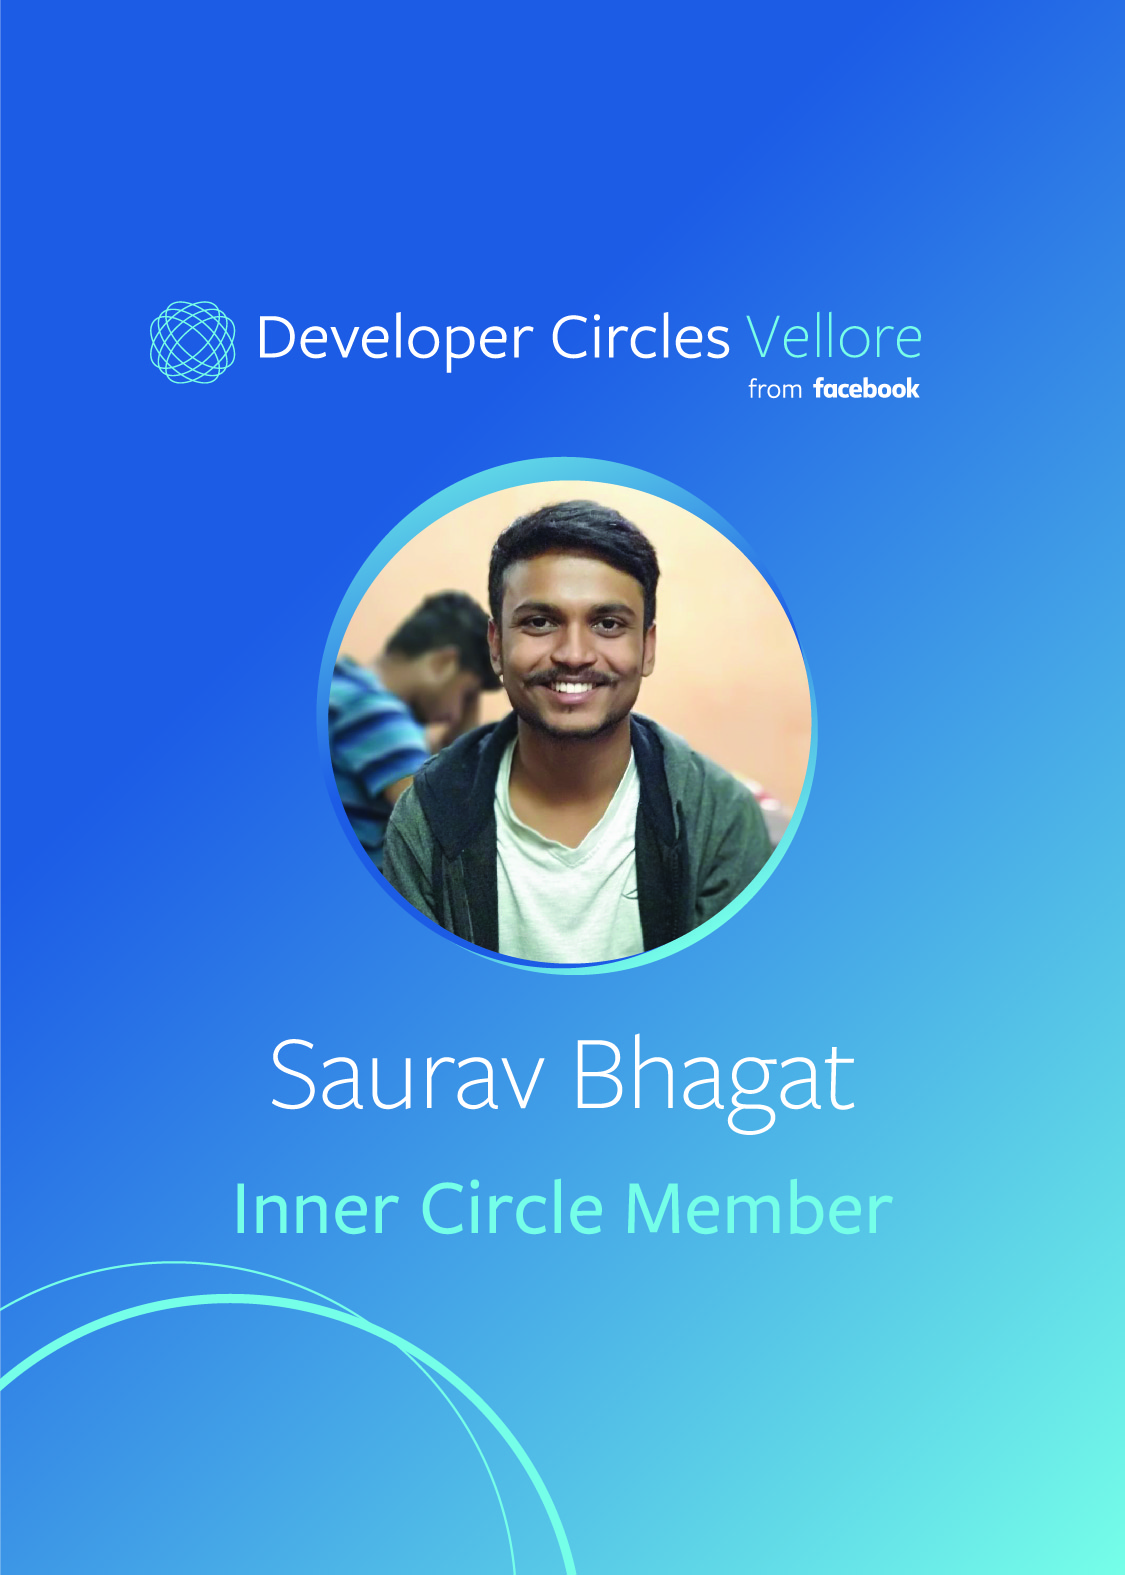 Developer Circles Vellore
from facebook
Saurav Bhagat
Inner Circle Member